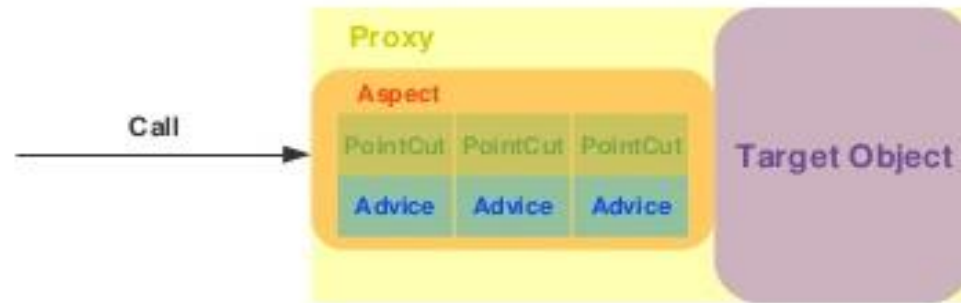 Proxy
Aspect
Call
PointCut PointCut PointCut
Target Object
Advice Advice Advice